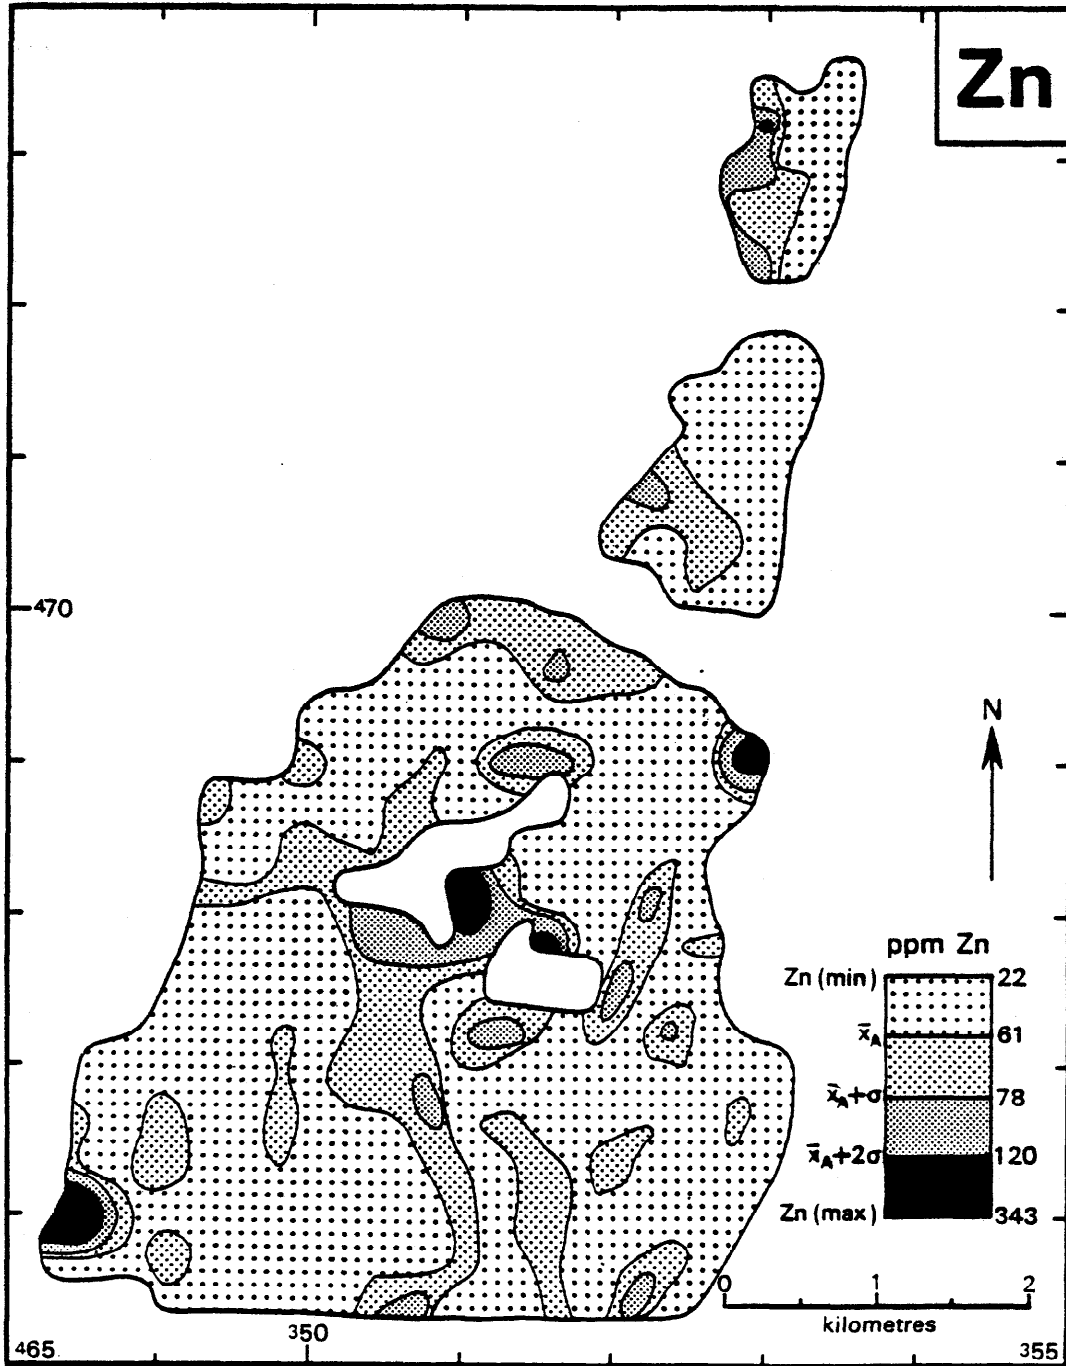 Zn
470
N
ppm Zn
Zn (min) 22
x̄A 61
x̄A+σ 78
x̄A+2σ 120
Zn (max) 343
0 1 2
kilometres
350
465 355